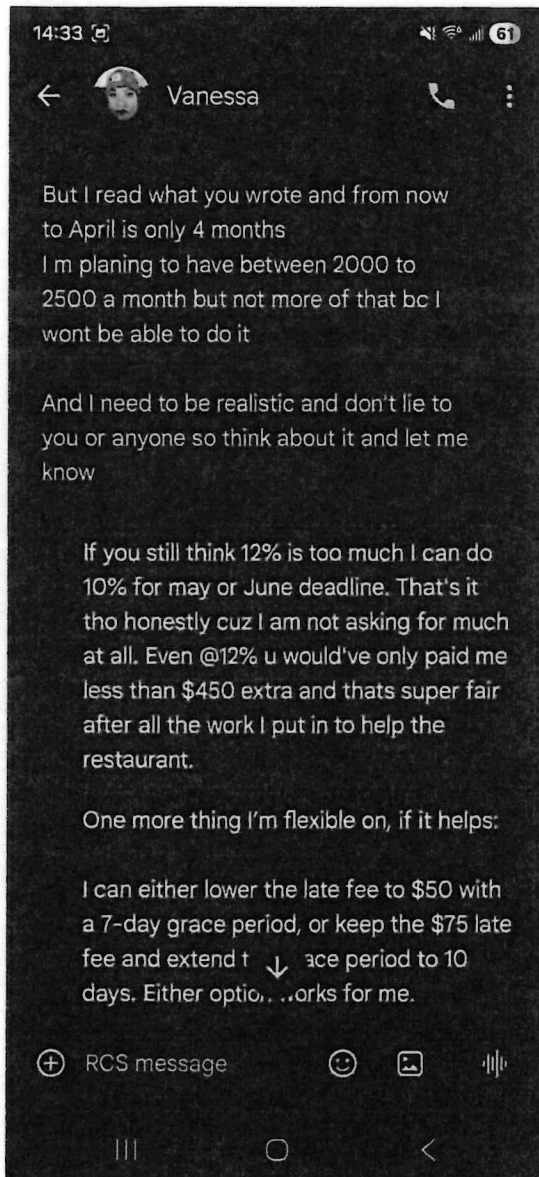 14:33
61
Vanessa
But I read what you wrote and from now
to April is only 4 months
I m planing to have between 2000 to
2500 a month but not more of that bc I
wont be able to do it
And I need to be realistic and don't lie to
you or anyone so think about it and let me
know
If you still think 12% is too much I can do
10% for may or June deadline. That's it
tho honestly cuz I am not asking for much
at all. Even @12% u would've only paid me
less than $450 extra and thats super fair
after all the work I put in to help the
restaurant.
One more thing I'm flexible on, if it helps:
I can either lower the late fee to $50 with
a 7-day grace period, or keep the $75 late
fee and extend period to 10
days. Either works for me.
RCS message